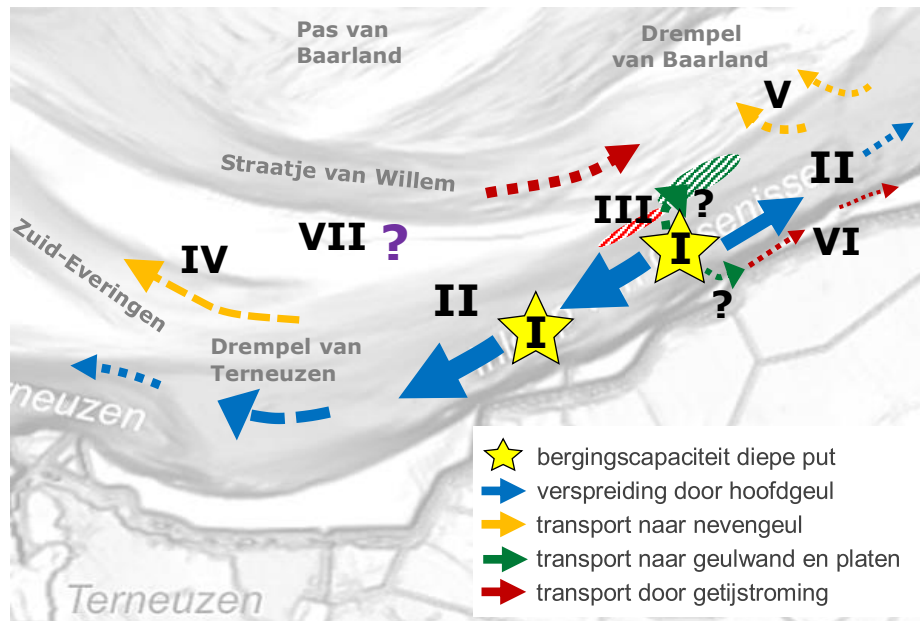 Pas van
Baarland
Drempel
van Baarland
V
Straatje van Willem
II
III
?
I
VI
Zuid-Everingen
IV
VII ?
?
II
I
Drempel van
Terneuzen
rneuzen
bergingscapaciteit diepe put
verspreiding door hoofdgeul
transport naar nevengeul
transport naar geulwand en platen
transport door getijstroming
Terneuzen